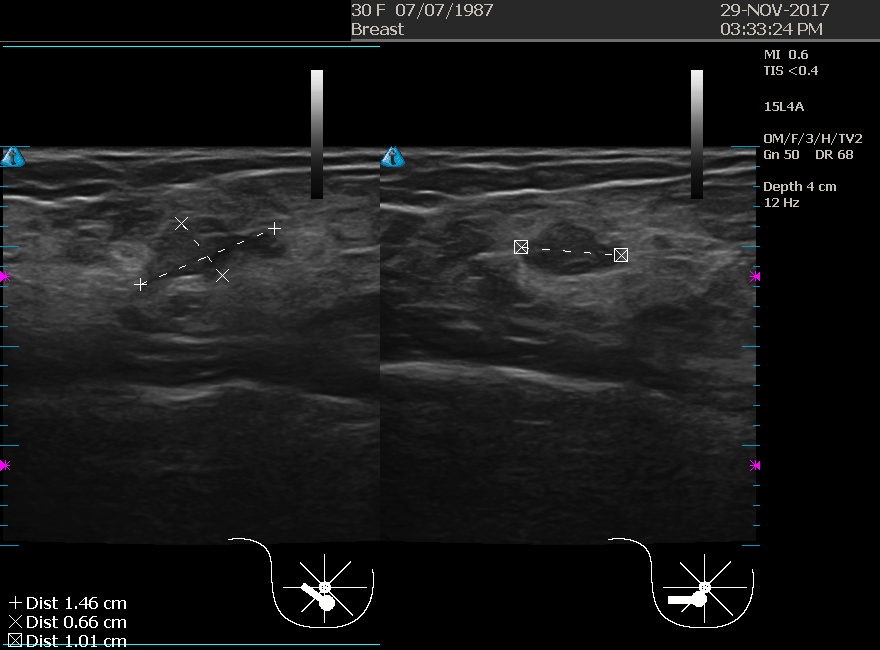 30 F 07/07/1987
29-NOV-2017
Breast
03:33:24 PM
MI 0.6
TIS <0.4
15L4A
OM/F/3/H/TV2
Gn 50 DR 68
Depth 4 cm
12 Hz
Dist 1.46 cm
Dist 0.66 cm
Dist 1.01 cm